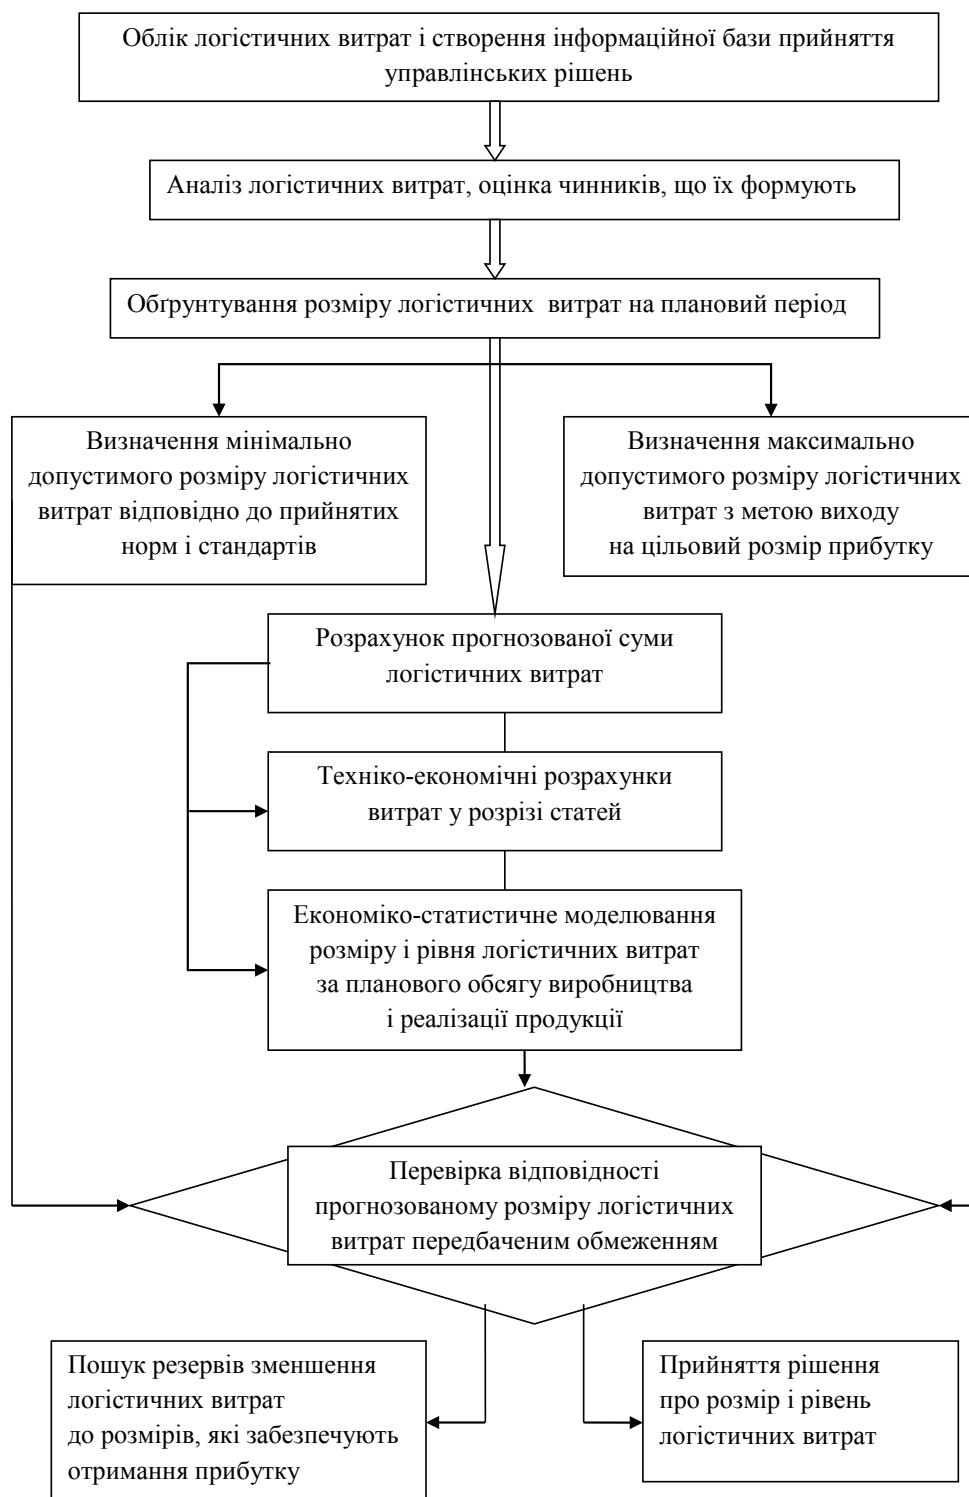 Облік логістичних витрат і створення інформаційної бази прийняття
управлінських рішень
Аналіз логістичних витрат, оцінка чинників, що їх формують
Обґрунтування розміру логістичних витрат на плановий період
Визначення мінімально
допустимого розміру логістичних
витрат відповідно до прийнятих
норм і стандартів
Визначення максимально
допустимого розміру логістичних
витрат з метою виходу
на цільовий розмір прибутку
Розрахунок прогнозованої суми
логістичних витрат
Техніко-економічні розрахунки
витрат у розрізі статей
Економіко-статистичне моделювання
розміру і рівня логістичних витрат
за планового обсягу виробництва
і реалізації продукції
Перевірка відповідності
прогнозованому розміру логістичних
витрат передбаченим обмеженням
Пошук резервів зменшення
логістичних витрат
до розмірів, які забезпечують
отримання прибутку
Прийняття рішення
про розмір і рівень
логістичних витрат